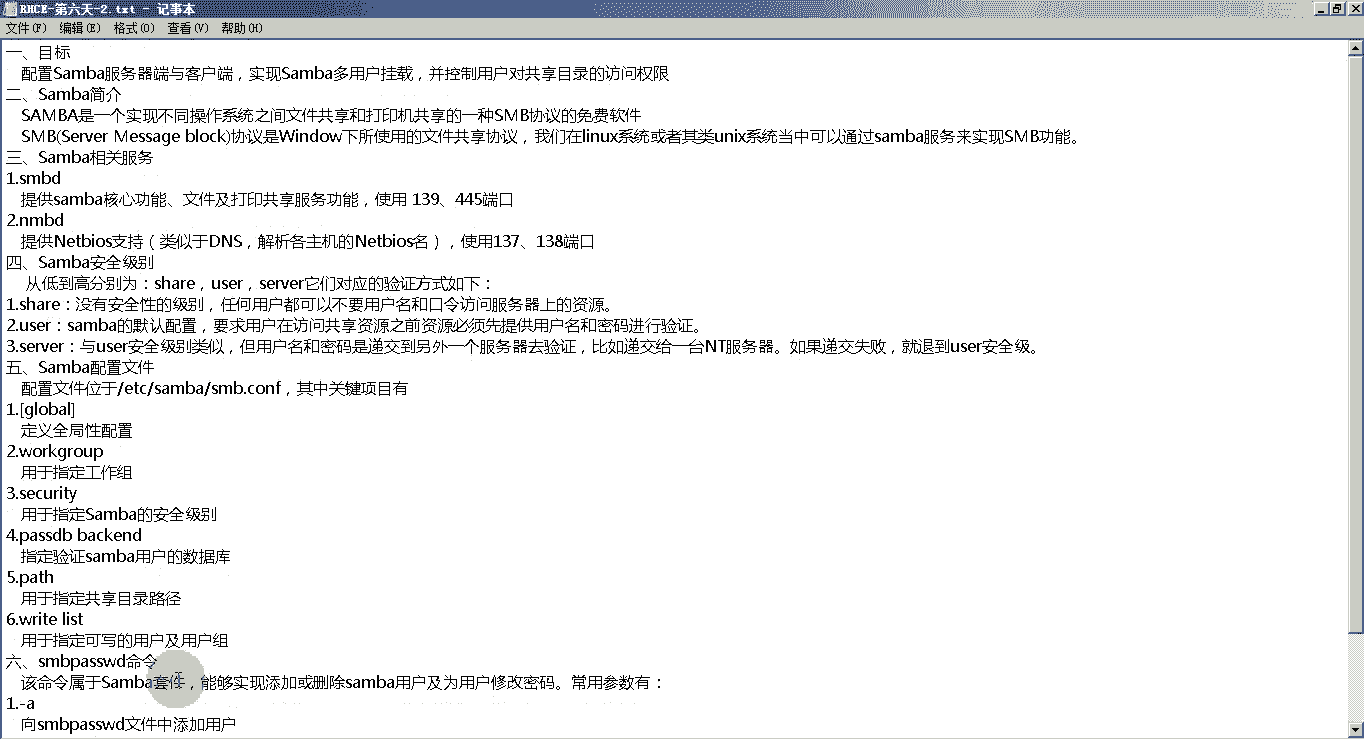 RHCE-第六天-2.txt - 记事本
文件(F) 编辑(E) 格式(O) 查看(V) 帮助(H)
一、目标
配置Samba服务器端与客户端，实现Samba多用户挂载，并控制用户对共享目录的访问权限
二、Samba简介
SAMBA是一个实现不同操作系统之间文件共享和打印机共享的一种SMB协议的免费软件
SMB(Server Message block)协议是Window下所使用的文件共享协议，我们在linux系统或者其类unix系统当中可以通过samba服务来实现SMB功能。
三、Samba相关服务
1.smbd
提供samba核心功能、文件及打印共享服务功能，使用 139、445端口
2.nmbd
提供Netbios支持（类似于DNS，解析各主机的Netbios名），使用137、138端口
四、Samba安全级别
从低到高分别为：share，user，server它们对应的验证方式如下：
1.share：没有安全性的级别，任何用户都可以不要用户名和口令访问服务器上的资源。
2.user：samba的默认配置，要求用户在访问共享资源之前资源必须先提供用户名和密码进行验证。
3.server：与user安全级别类似，但用户名和密码是递交到另外一个服务器去验证，比如递交给一台NT服务器。如果递交失败，就退到user安全级。
五、Samba配置文件
配置文件位于/etc/samba/smb.conf，其中关键项目有
1.[global]
定义全局性配置
2.workgroup
用于指定工作组
3.security
用于指定Samba的安全级别
4.passdb backend
指定验证samba用户的数据库
5.path
用于指定共享目录路径
6.write list
用于指定可写的用户及用户组
六、smbpasswd命令
该命令属于Samba套件，能够实现添加或删除samba用户及为用户修改密码。常用参数有：
1.-a
向smbpasswd文件中添加用户